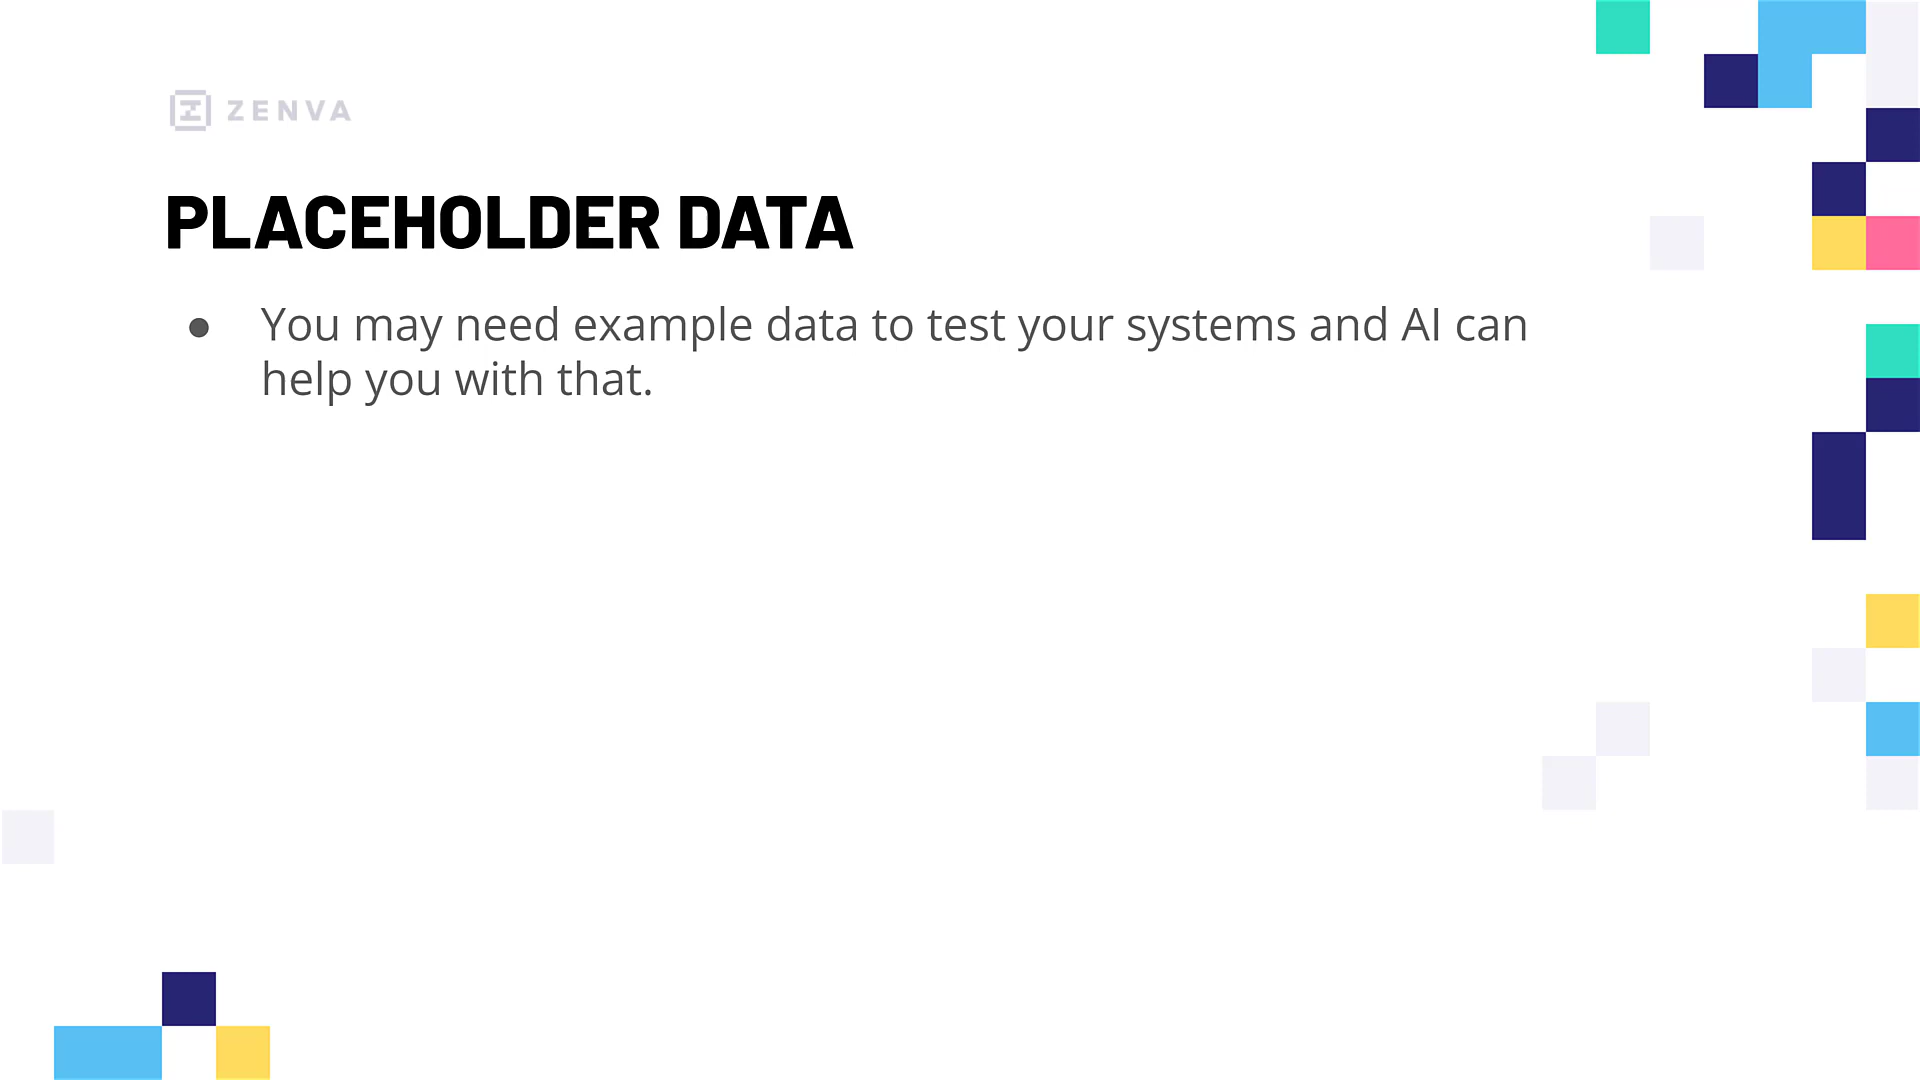 ZENVA
PLACEHOLDER DATA
● You may need example data to test your systems and AI can
help you with that.